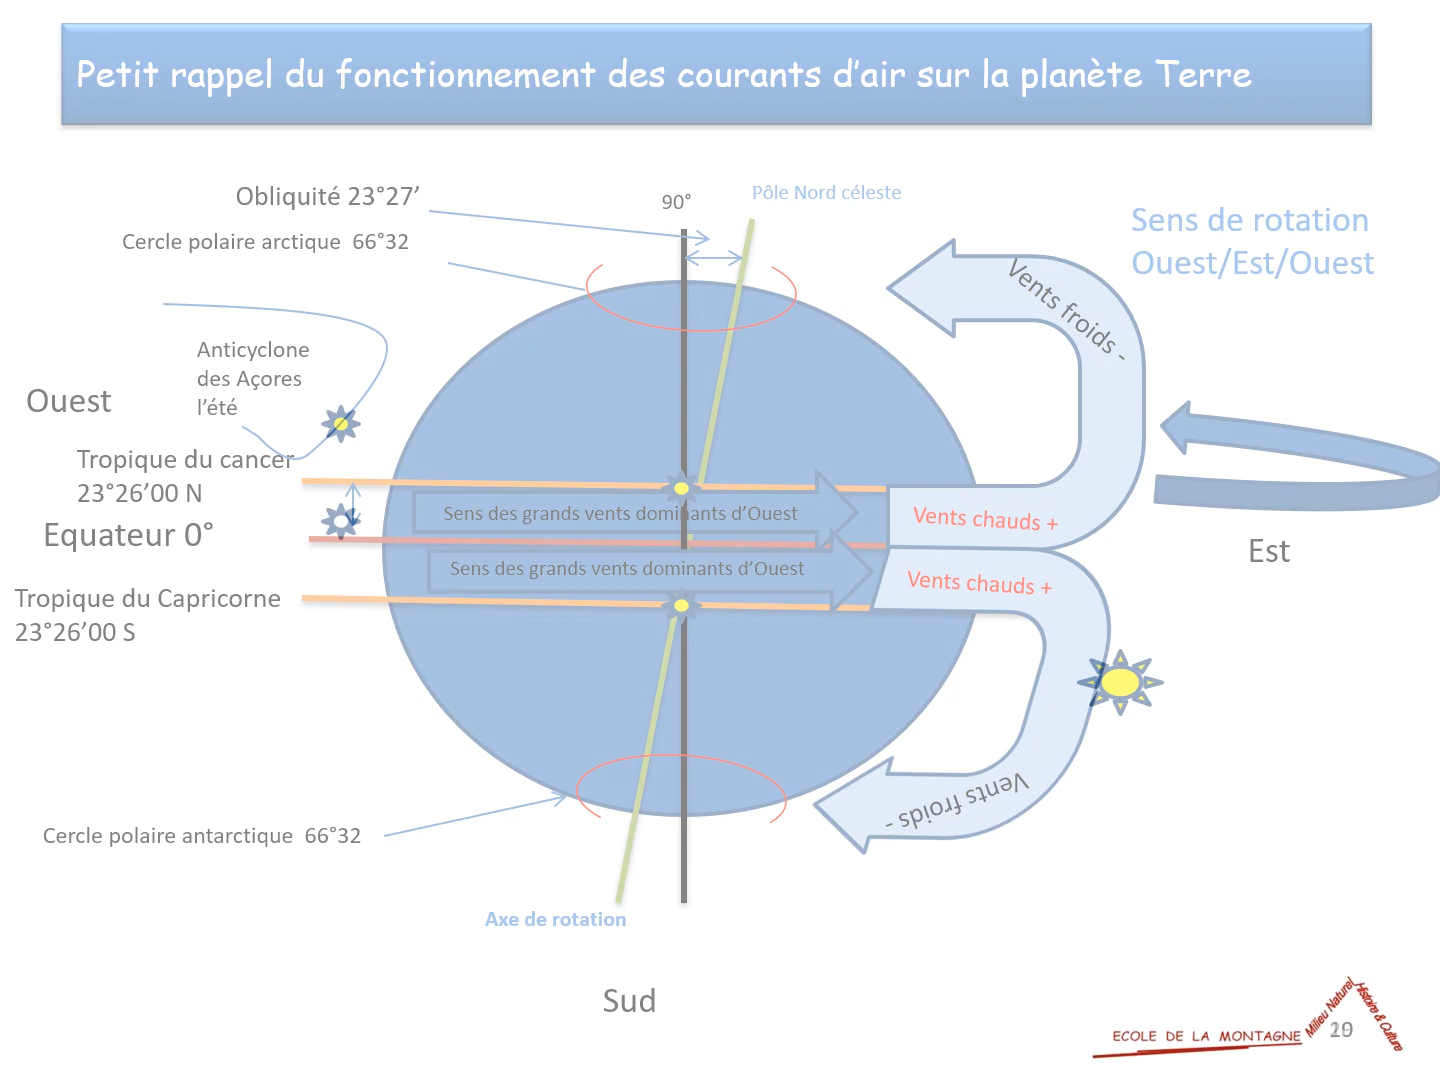 Petit rappel du fonctionnement des courants d’air sur la planète Terre
Obliquité 23°27’
90°
Pôle Nord céleste
Cercle polaire arctique  66°32
Sens de rotation
Ouest/Est/Ouest
Vents froids -
Anticyclone
des Açores
l’été
Ouest
Tropique du cancer
23°26’00 N
Sens des grands vents dominants d’Ouest
Vents chauds +
Equateur 0°
Est
Sens des grands vents dominants d’Ouest
Vents chauds +
Tropique du Capricorne
23°26’00 S
Vents froids -
Cercle polaire antarctique  66°32
Axe de rotation
Sud
ECOLE DE LA MONTAGNE
Milieu Naturel
Histoire & Culture